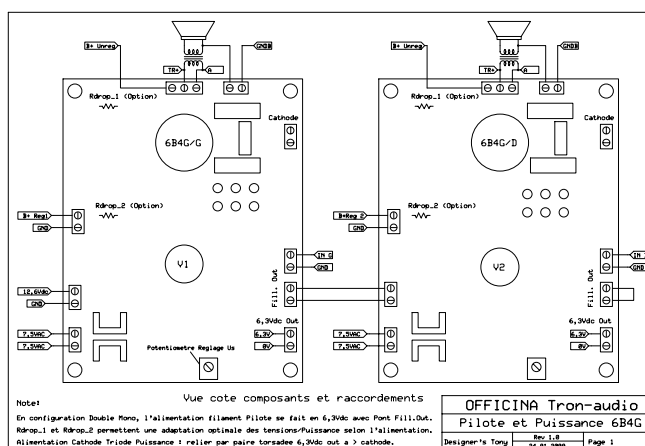 B+ Unreg
GNDB
TR+
A
Rdrop_1 (Option)
Cathode
6B4G/G
Rdrop_2 (Option)
B+ Reg1
GND
V1
IN G
GND
Fill. Out
12,6Vdc
GND
7.5VAC
7.5VAC
6,3Vdc Out
6,3V
0V
Potentiometre Reglage Us
B+ Unreg
GNDB
TR+
A
Rdrop_1 (Option)
Cathode
6B4G/D
Rdrop_2 (Option)
B+Reg 2
GND
V2
IN
GND
Fill. Out
7.5VAC
7.5VAC
6,3Vdc Out
6,3V
0V
Vue cote composants et raccordements
Note:
En configuration Double Mono, l'alimentation filament Pilote se fait en 6,3Vdc avec Pont Fill.Out.
Rdrop_1 et Rdrop_2 permettent une adaptation optimale des tensions/Puissance selon l'alimentation.
Alimentation Cathode Triode Puissance : relier par paire torsadee 6,3Vdc out a > cathode.
OFFICINA Tron-audio
Pilote et Puissance 6B4G
Designer's Tony
Rev 1.0
24.01.2008
Page 1